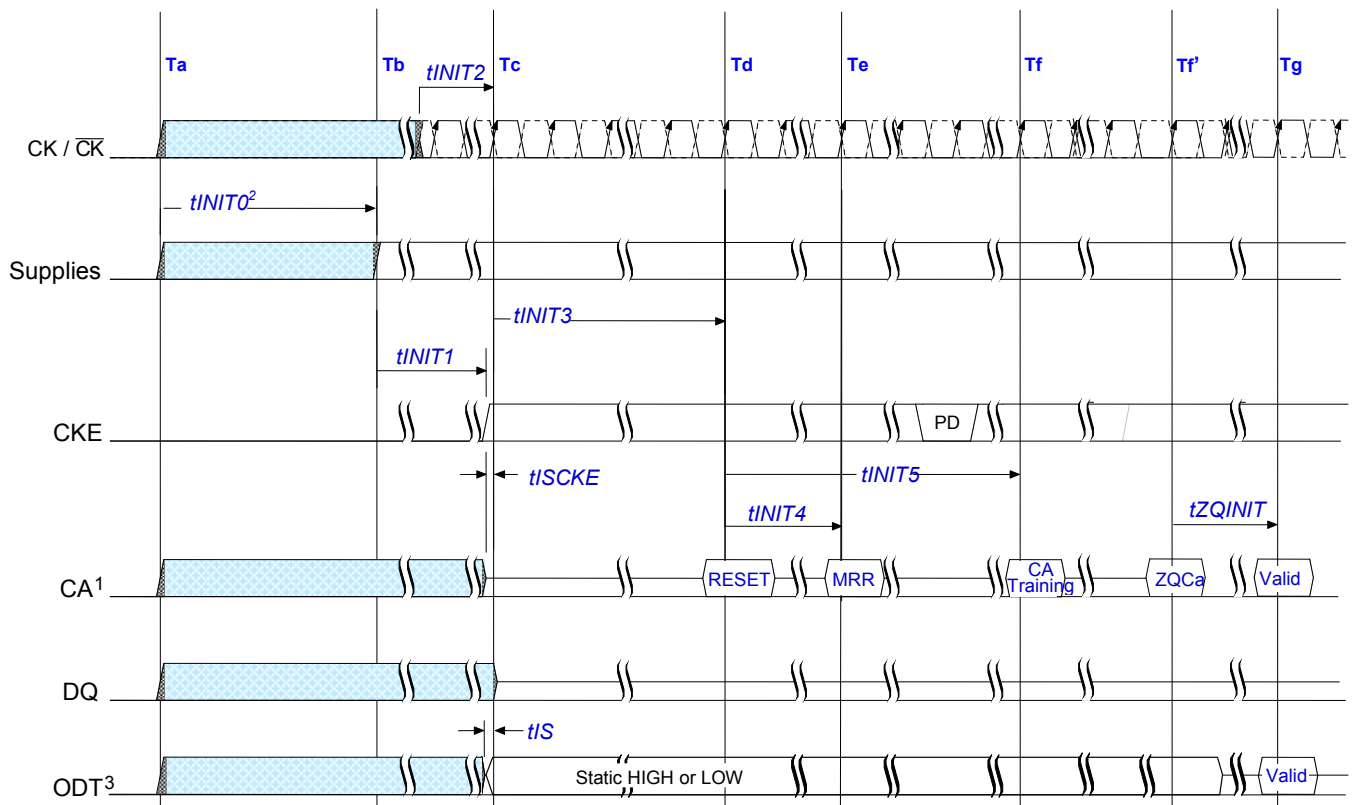 Ta Tb Tc Td Te Tf Tf' Tg
tINIT2
CK / CK
tINIT0²
Supplies
tINIT3
tINIT1
CKE PD
tISCKE tINIT5
tINIT4 tZQINIT
CA¹ RESET MRR CA Training ZQCa Valid
DQ
tIS
ODT³ Static HIGH or LOW Valid